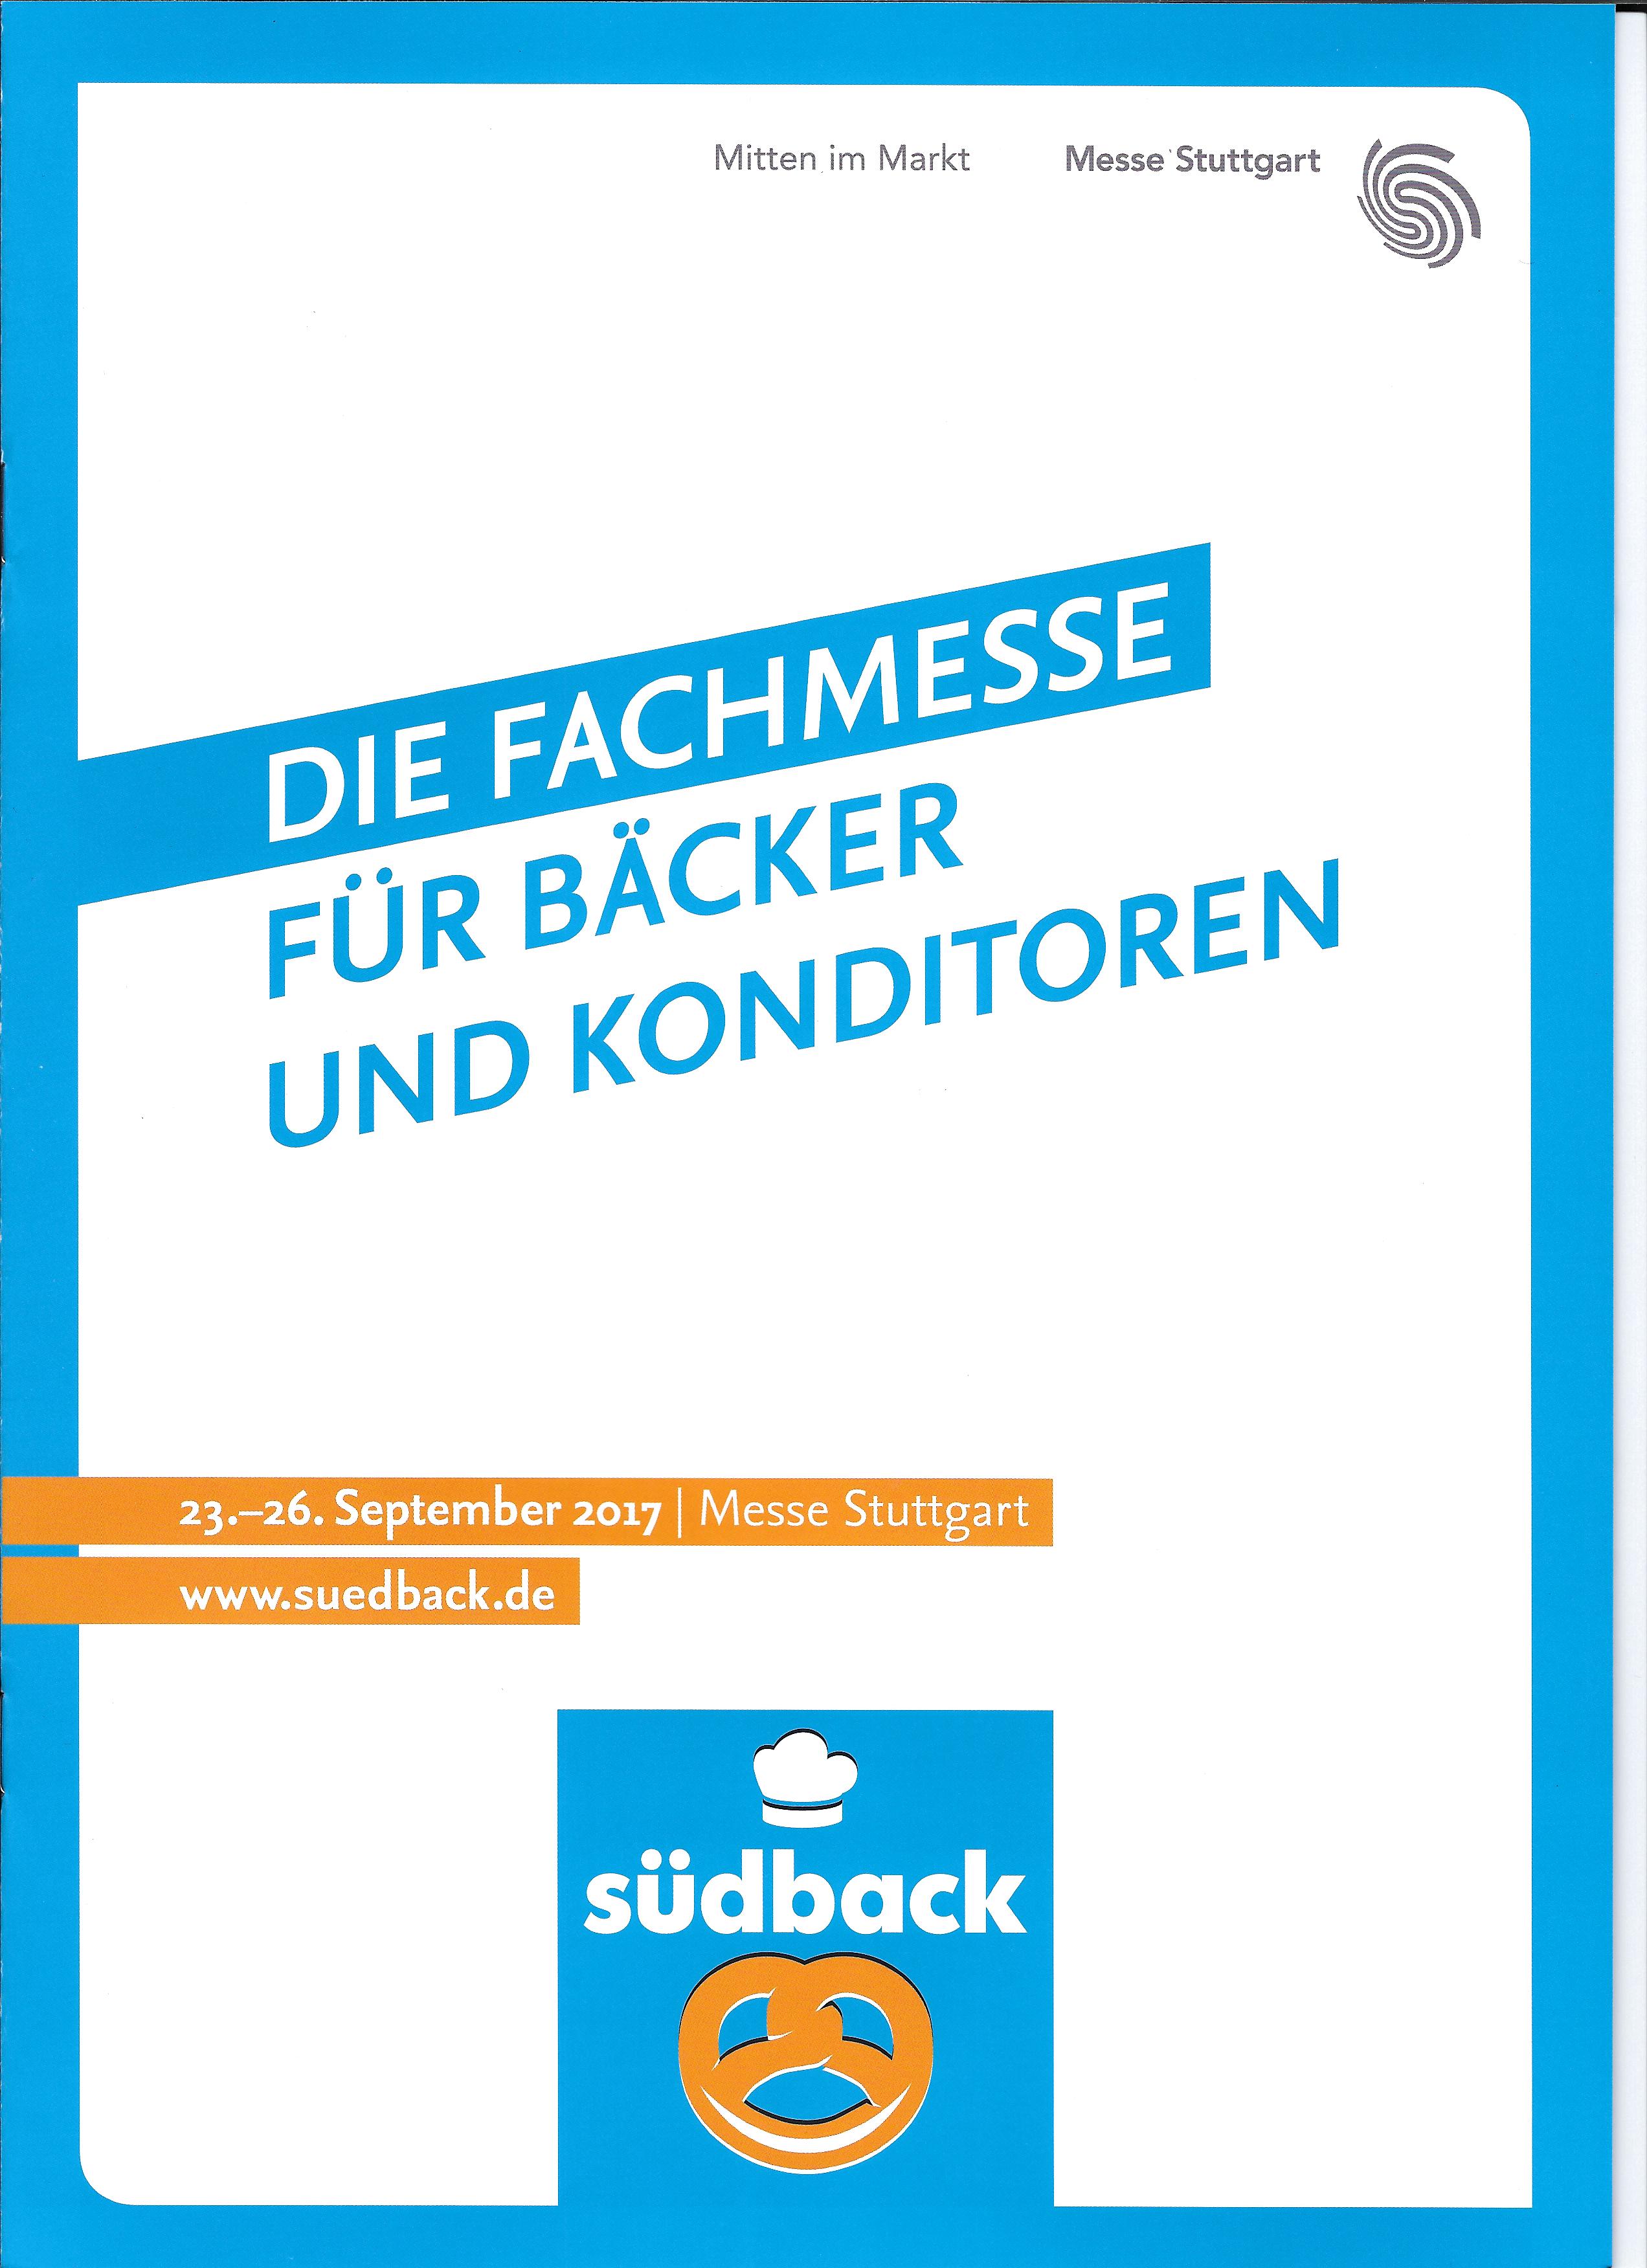 Mitten im Markt
Messe Stuttgart
DIE FACHMESSE
FÜR BÄCKER
UND KONDITOREN
23.–26. September 2017 | Messe Stuttgart
www.suedback.de
südback